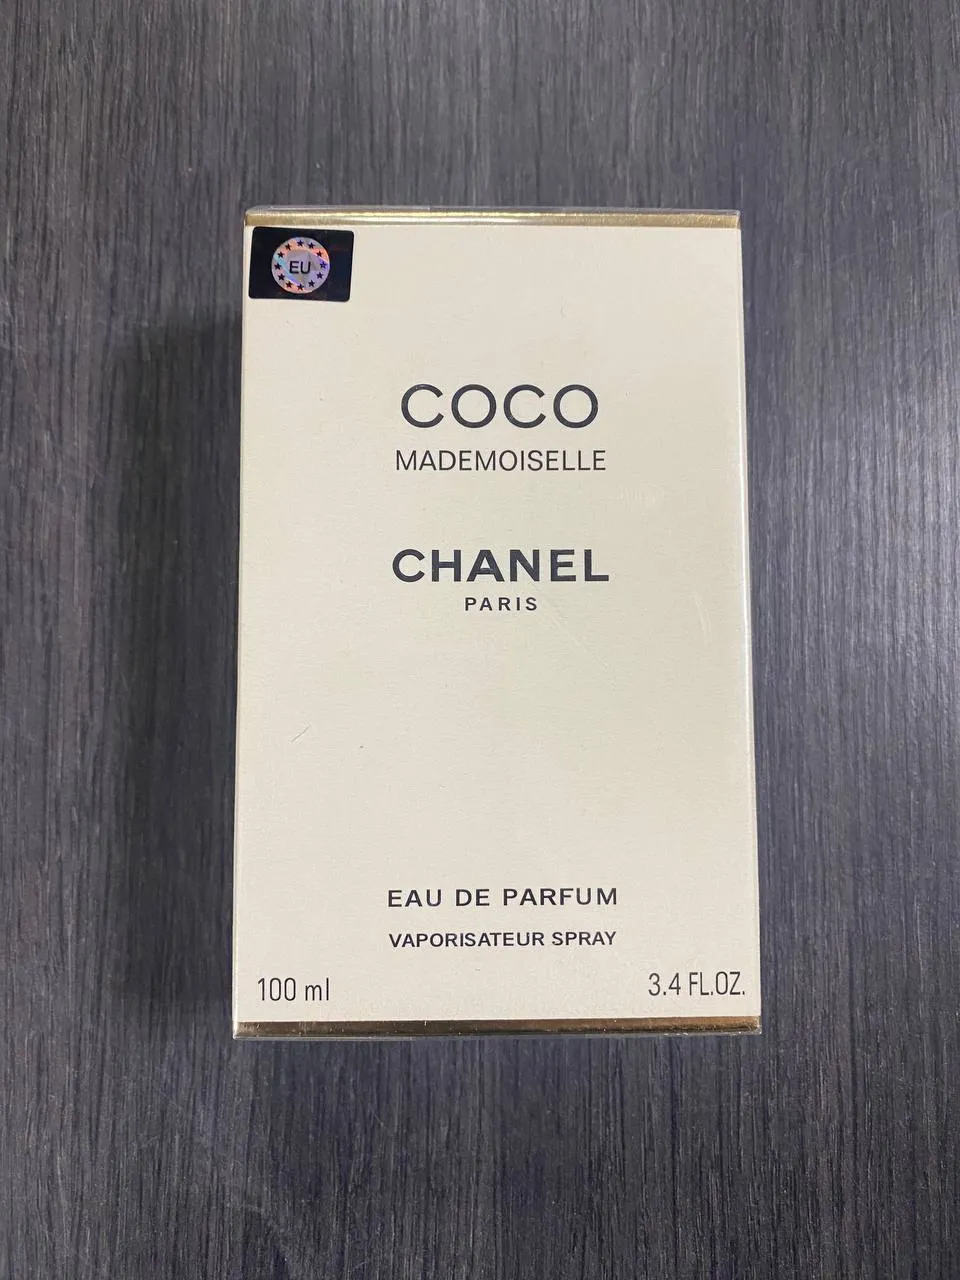 EU
COCO
MADEMOISELLE
CHANEL
PARIS
EAU DE PARFUM
VAPORISATEUR SPRAY
100 ml 3.4 FL.OZ.